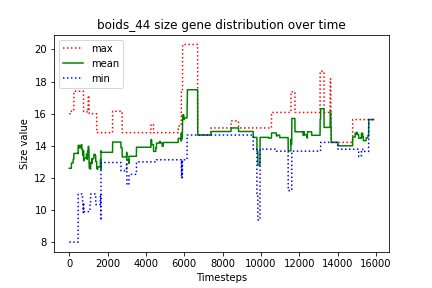 boids_44 size gene distribution over time
max
mean
min
Size value
20
18
16
14
12
10
8
0 2000 4000 6000 8000 10000 12000 14000 16000
Timesteps